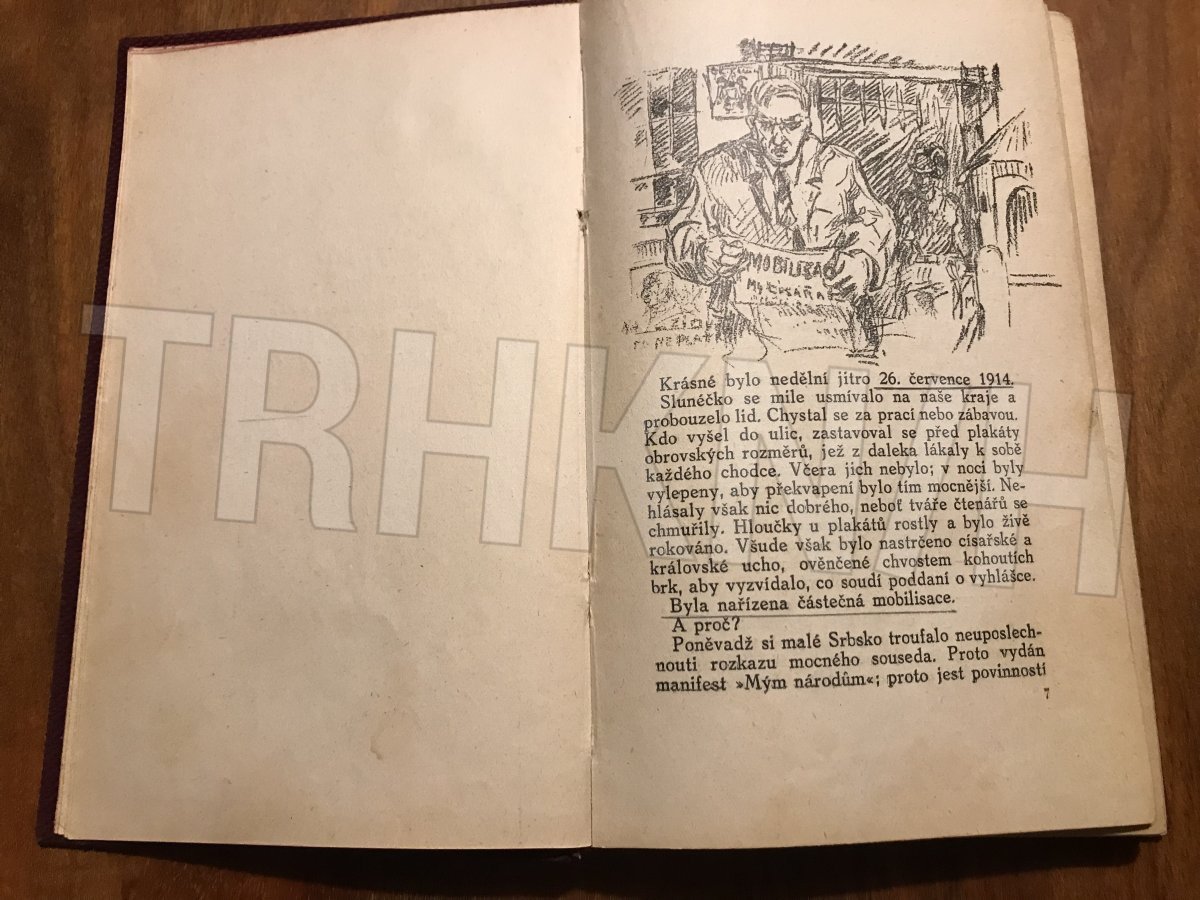 MOBILISAC
Krásné bylo nedělní jitro 26. července 1914.
Slunéčko se mile usmívalo na naše kraje a
probouzelo lid. Chystal se za prací nebo zábavou.
Kdo vyšel do ulic, zastavoval se před plakáty
obrovských rozměrů, jež z daleka lákaly k sobě
každého chodce. Včera jich nebylo; v noci byly
vylepeny, aby překvapení bylo tím mocnější. Ne-
hlásaly však nic dobrého, neboť tváře čtenářů se
chmuřily. Hloučky u plakátů rostly a bylo živě
rokováno. Všude však bylo nastrčeno císařské a
královské ucho, ověnčené chvostem kohoutích
brk, aby vyzvídalo, co soudí poddaní o vyhlášce.
Byla nařízena částečná mobilisace.
A proč?
Poněvadž si malé Srbsko troufalo neuposlech-
nouti rozkazu mocného souseda. Proto vydán
manifest »Mým národům«; proto jest povinností
7
TRHKNIH